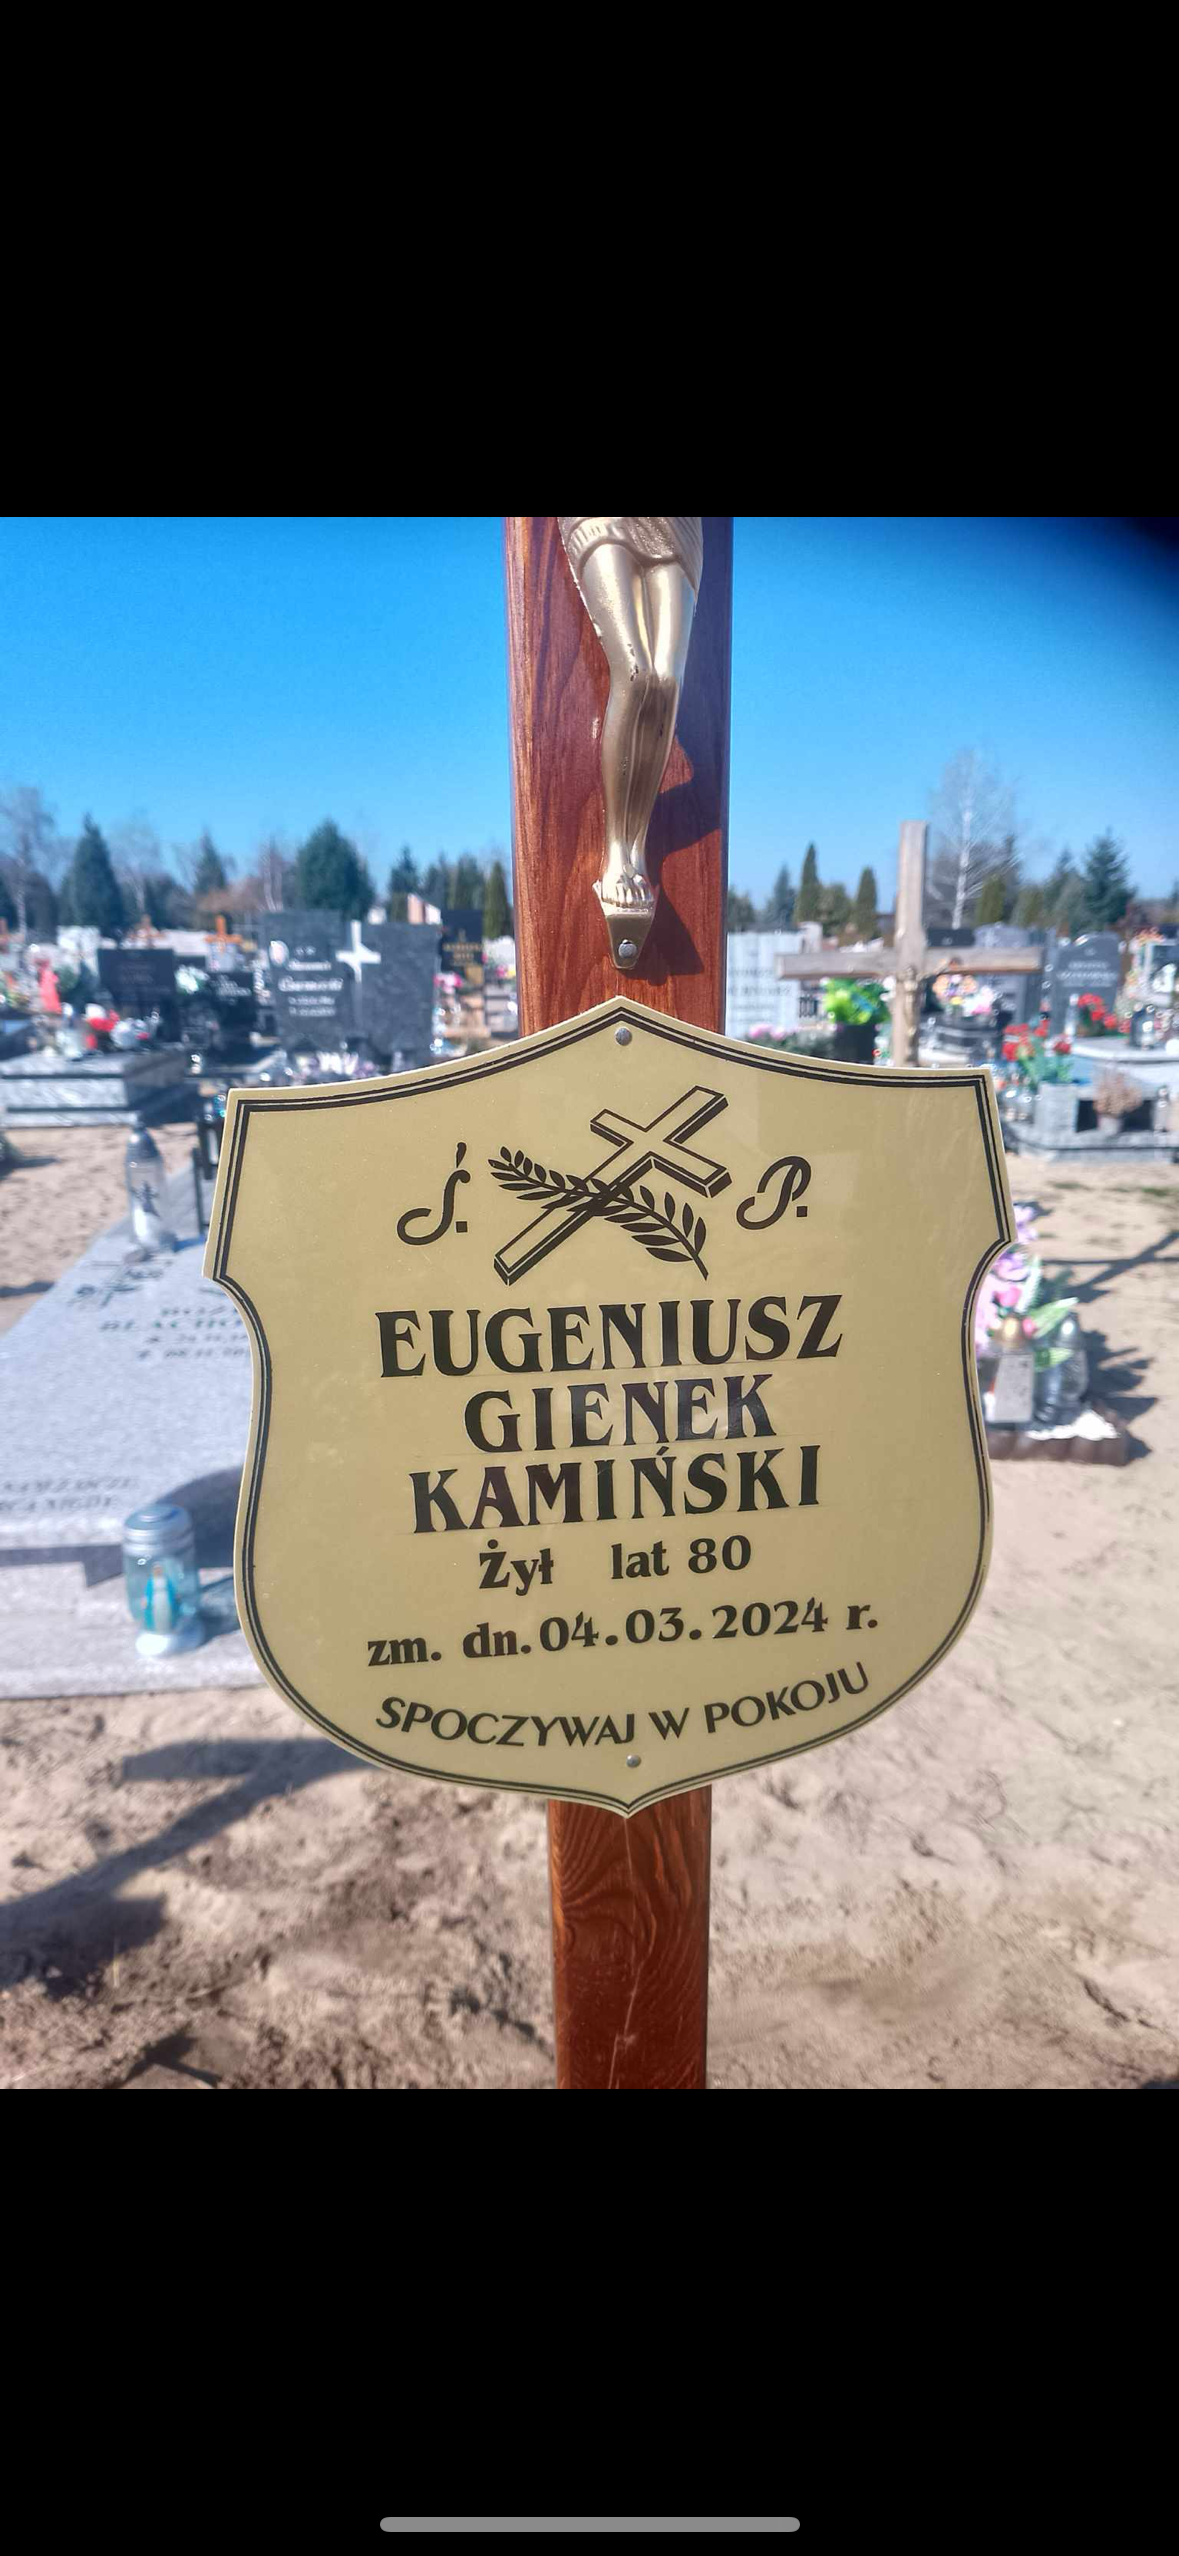 Ś. P.
EUGENIUSZ
GIENEK
KAMIŃSKI
Żył lat 80
zm. dn. 04.03.2024 r.
SPOCZYWAJ W POKOJU